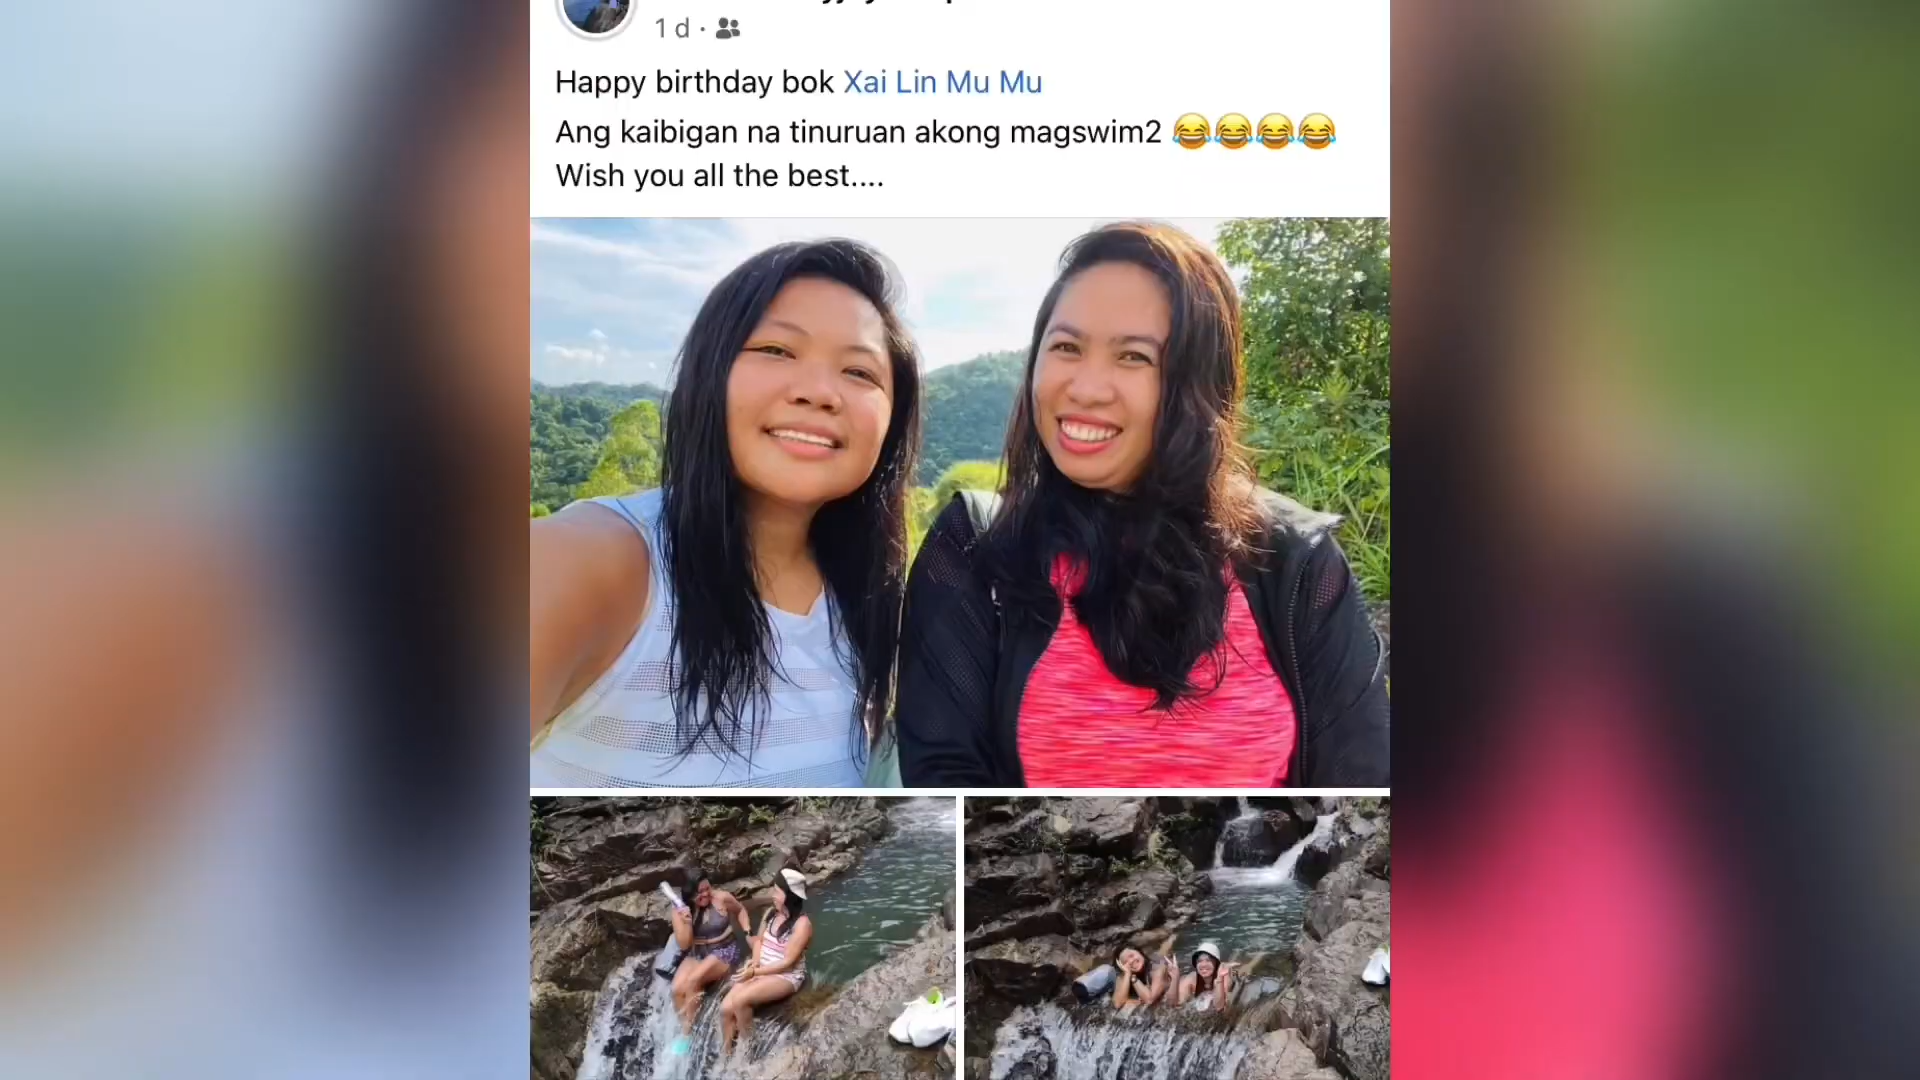 1 d ·
Happy birthday bok Xai Lin Mu Mu
Ang kaibigan na tinuruan akong magswim2 😂😂😂😂
Wish you all the best....